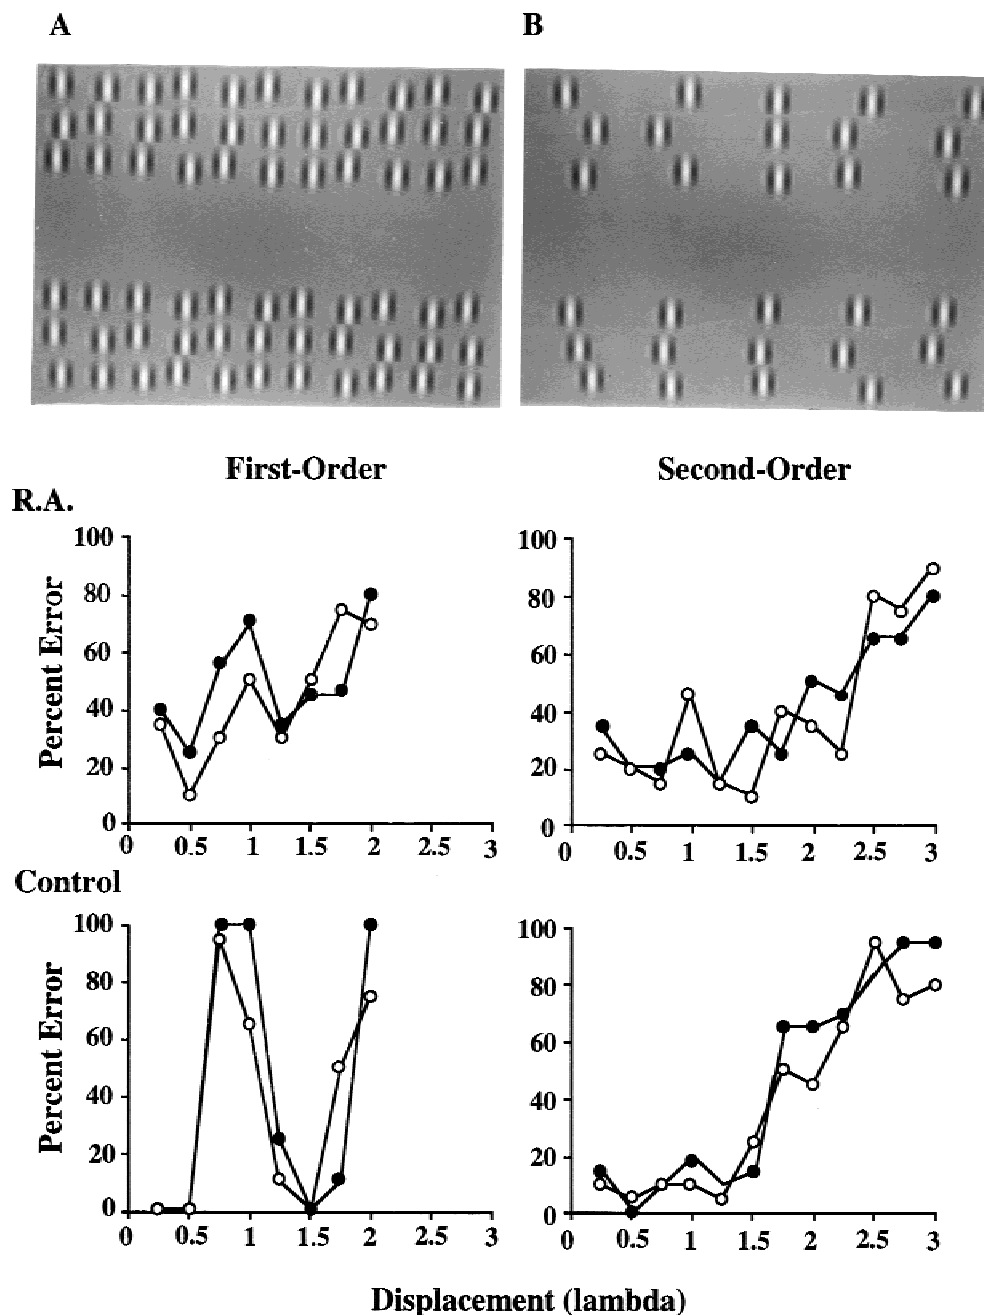 A B
First-Order Second-Order
R.A.
100 100
80 80
60 60
40 40
20 20
0 0
Percent Error
0 0.5 1 1.5 2 2.5 3 0 0.5 1 1.5 2 2.5 3
Control
100 100
80 80
60 60
40 40
20 20
0 0
Percent Error
0 0.5 1 1.5 2 2.5 3 0 0.5 1 1.5 2 2.5 3
Displacement (lambda)